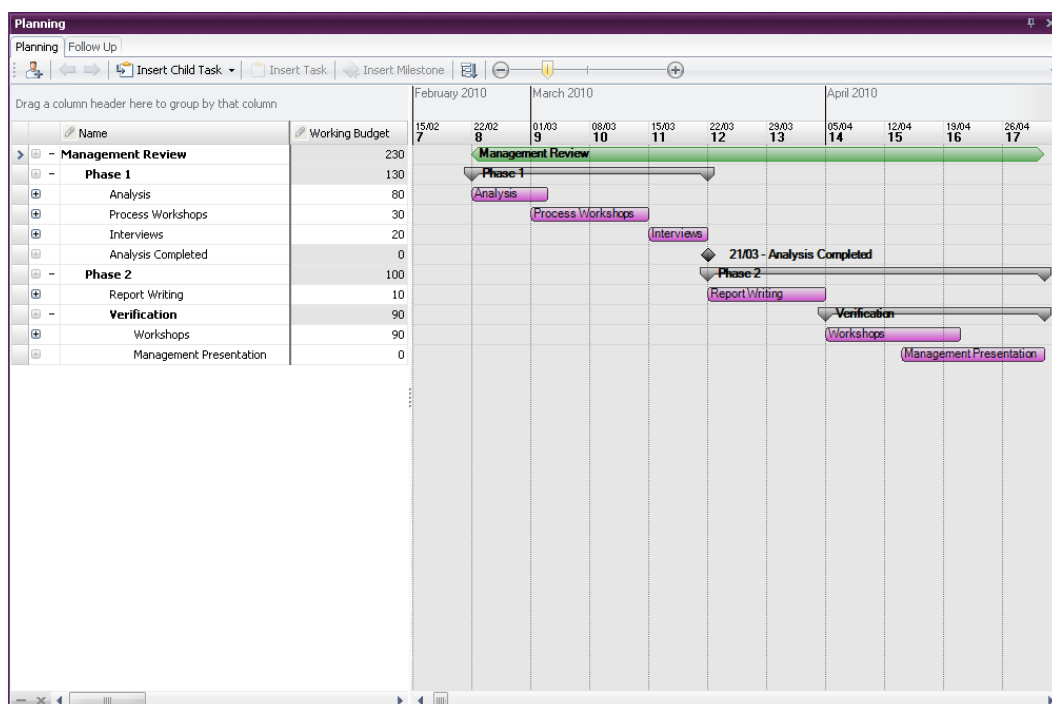 Planning
Planning Follow Up
Insert Child Task Insert Task Insert Milestone
Drag a column header here to group by that column
February 2010 March 2010 April 2010
Name Working Budget
15/02 22/02 01/03 08/03 15/03 22/03 29/03 05/04 12/04 19/04 26/04
7 8 9 10 11 12 13 14 15 16 17
Management Review 230 Management Review
Phase 1 130 Phase 1
Analysis 80 Analysis
Process Workshops 30 Process Workshops
Interviews 20 Interviews
Analysis Completed 0 21/03 - Analysis Completed
Phase 2 100 Phase 2
Report Writing 10 Report Writing
Verification 90 Verification
Workshops 90 Workshops
Management Presentation 0 Management Presentation